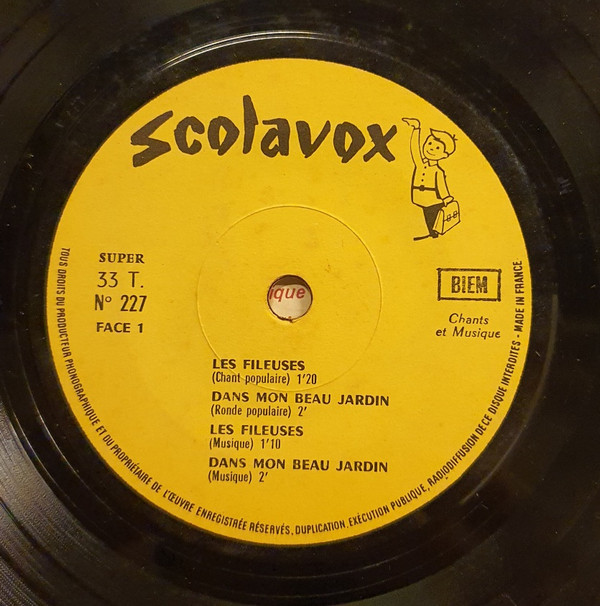 scolavox
SUPER
33 T.
N° 227
FACE 1
BIEM
Chants
et Musique
ique
LES FILEUSES
(Chant populaire) 1'20
DANS MON BEAU JARDIN
(Ronde populaire) 2'
LES FILEUSES
(Musique) 1'10
DANS MON BEAU JARDIN
(Musique) 2'
TOUS DROITS DU PRODUCTEUR PHONOGRAPHIQUE ET DU PROPRIÉTAIRE DE L'ŒUVRE ENREGISTRÉE RÉSERVÉS, DUPLICATION, EXÉCUTION PUBLIQUE, RADIODIFFUSION DE CE DISQUE INTERDITES - MADE IN FRANCE